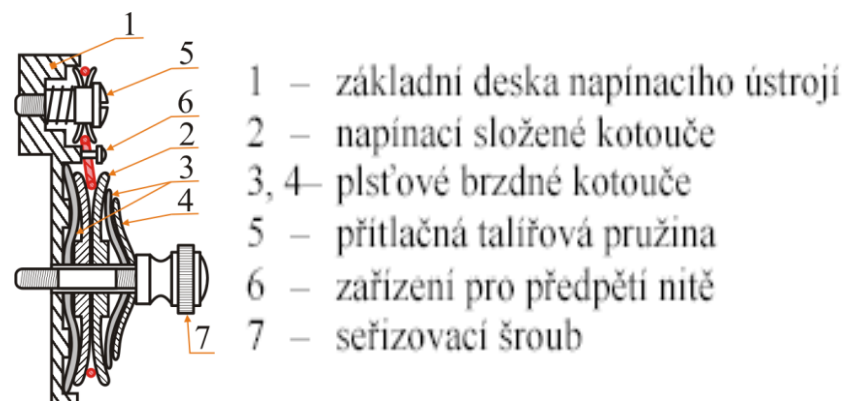 1
5
6
2
3
4
7
1 – základní deska napínacího ústrojí
2 – napínací složené kotouče
3, 4– plsťové brzdné kotouče
5 – přítlačná talířová pružina
6 – zařízení pro předpětí nitě
7 – seřizovací šroub